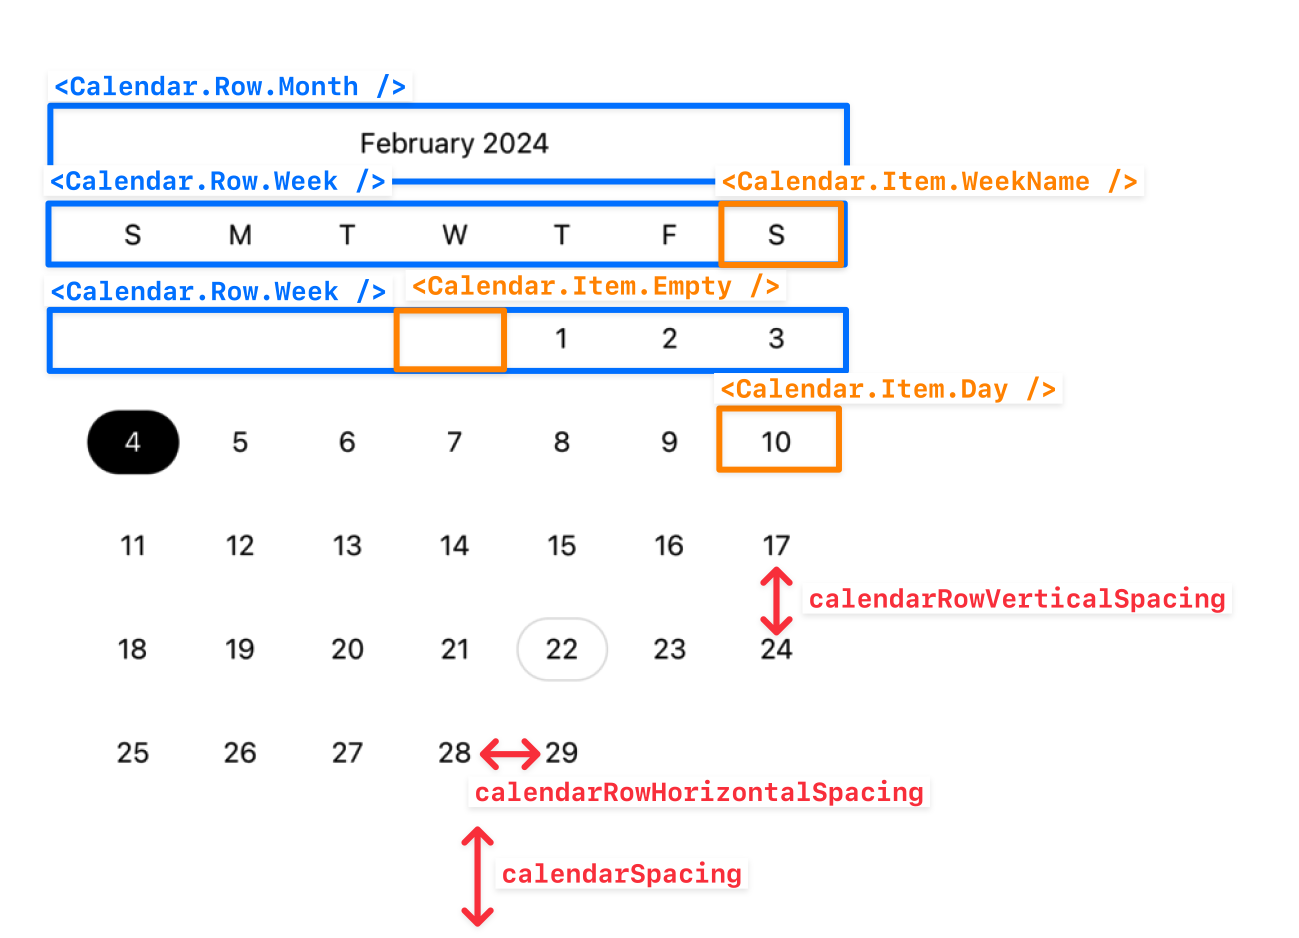 <Calendar.Row.Month />
February 2024
<Calendar.Row.Week /> <Calendar.Item.WeekName />
S M T W T F S
<Calendar.Row.Week /> <Calendar.Item.Empty />
1 2 3
<Calendar.Item.Day />
4 5 6 7 8 9 10
11 12 13 14 15 16 17
calendarRowVerticalSpacing
18 19 20 21 22 23 24
25 26 27 28 29
calendarRowHorizontalSpacing
calendarSpacing